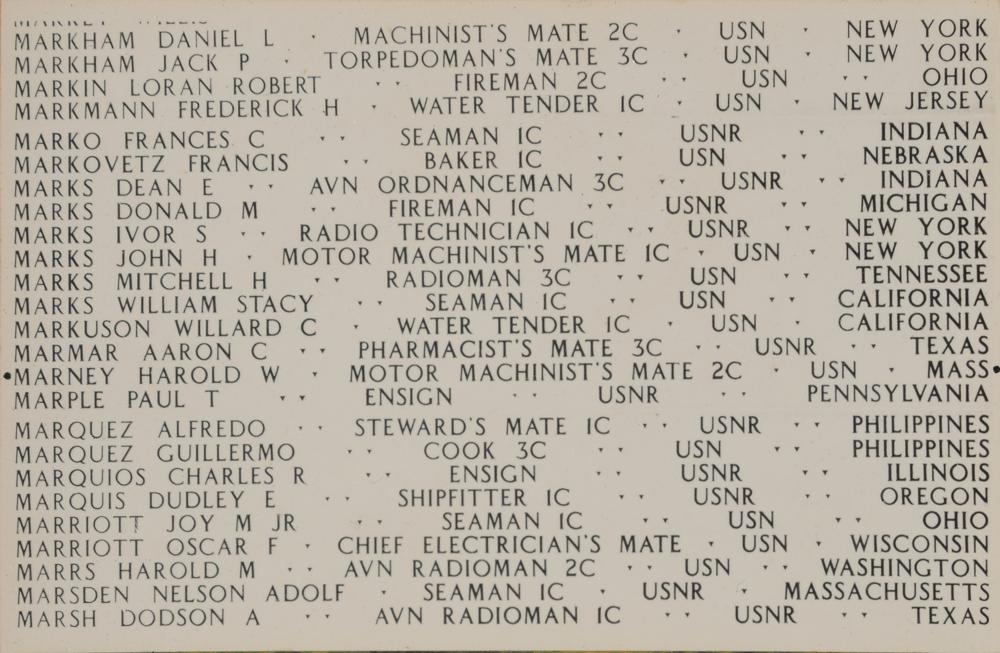 MARKHAM DANIEL L · MACHINIST'S MATE 2C · USN · NEW YORK
MARKHAM JACK P · TORPEDOMAN'S MATE 3C · USN · NEW YORK
MARKIN LORAN ROBERT · · FIREMAN 2C · · USN · · OHIO
MARKMANN FREDERICK H · WATER TENDER 1C · USN · NEW JERSEY
MARKO FRANCES C · · SEAMAN 1C · · USNR · · INDIANA
MARKOVETZ FRANCIS · · BAKER 1C · · USN · · NEBRASKA
MARKS DEAN E · · AVN ORDNANCEMAN 3C · · USNR · · INDIANA
MARKS DONALD M · · FIREMAN 1C · · USNR · · MICHIGAN
MARKS IVOR S · · RADIO TECHNICIAN 1C · · USNR · · NEW YORK
MARKS JOHN H · MOTOR MACHINIST'S MATE 1C · USN · NEW YORK
MARKS MITCHELL H · · RADIOMAN 3C · · USN · · TENNESSEE
MARKS WILLIAM STACY · · SEAMAN 1C · · USN · · CALIFORNIA
MARKUSON WILLARD C · WATER TENDER 1C · USN · CALIFORNIA
MARMAR AARON C · · PHARMACIST'S MATE 3C · · USNR · · TEXAS
•MARNEY HAROLD W · MOTOR MACHINIST'S MATE 2C · USN · MASS•
MARPLE PAUL T · · ENSIGN · · USNR · · PENNSYLVANIA
MARQUEZ ALFREDO · · STEWARD'S MATE 1C · · USNR · · PHILIPPINES
MARQUEZ GUILLERMO · · COOK 3C · · USN · · PHILIPPINES
MARQUIOS CHARLES R · · ENSIGN · · USNR · · ILLINOIS
MARQUIS DUDLEY E · · SHIPFITTER 1C · · USNR · · OREGON
MARRIOTT JOY M JR · · SEAMAN 1C · · USN · · OHIO
MARRIOTT OSCAR F · CHIEF ELECTRICIAN'S MATE · USN · WISCONSIN
MARRS HAROLD M · · AVN RADIOMAN 2C · · USN · · WASHINGTON
MARSDEN NELSON ADOLF · SEAMAN 1C · USNR · MASSACHUSETTS
MARSH DODSON A · · AVN RADIOMAN 1C · · USNR · · TEXAS